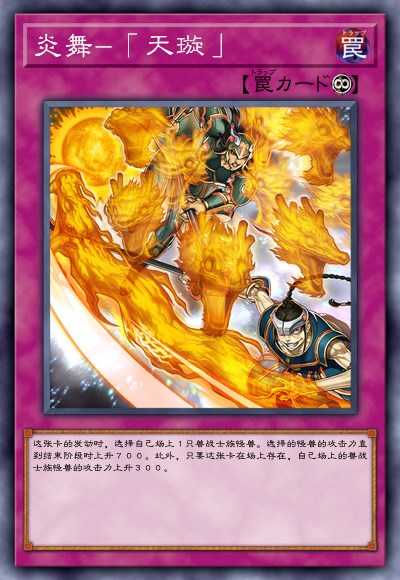 炎舞-「天璇」
トラップ
罠
トラップ
【罠カード】
这张卡的发动时，选择自己场上１只兽战士族怪兽。选择的怪兽的攻击力直
到结束阶段时上升７００。此外，只要这张卡在场上存在，自己场上的兽战
士族怪兽的攻击力上升３００。